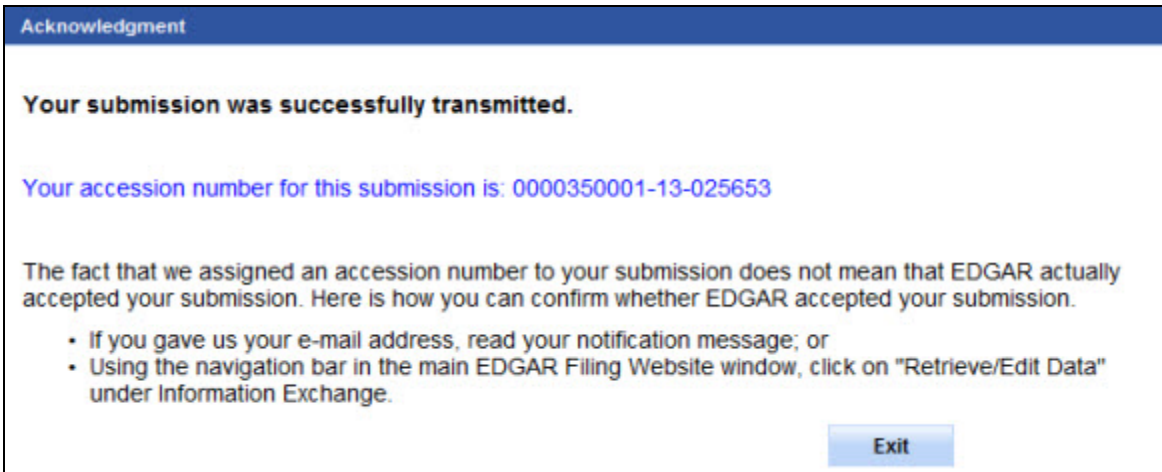 Acknowledgment
Your submission was successfully transmitted.
Your accession number for this submission is: 0000350001-13-025653
The fact that we assigned an accession number to your submission does not mean that EDGAR actually
accepted your submission. Here is how you can confirm whether EDGAR accepted your submission.
• If you gave us your e-mail address, read your notification message; or
• Using the navigation bar in the main EDGAR Filing Website window, click on "Retrieve/Edit Data"
under Information Exchange.
Exit